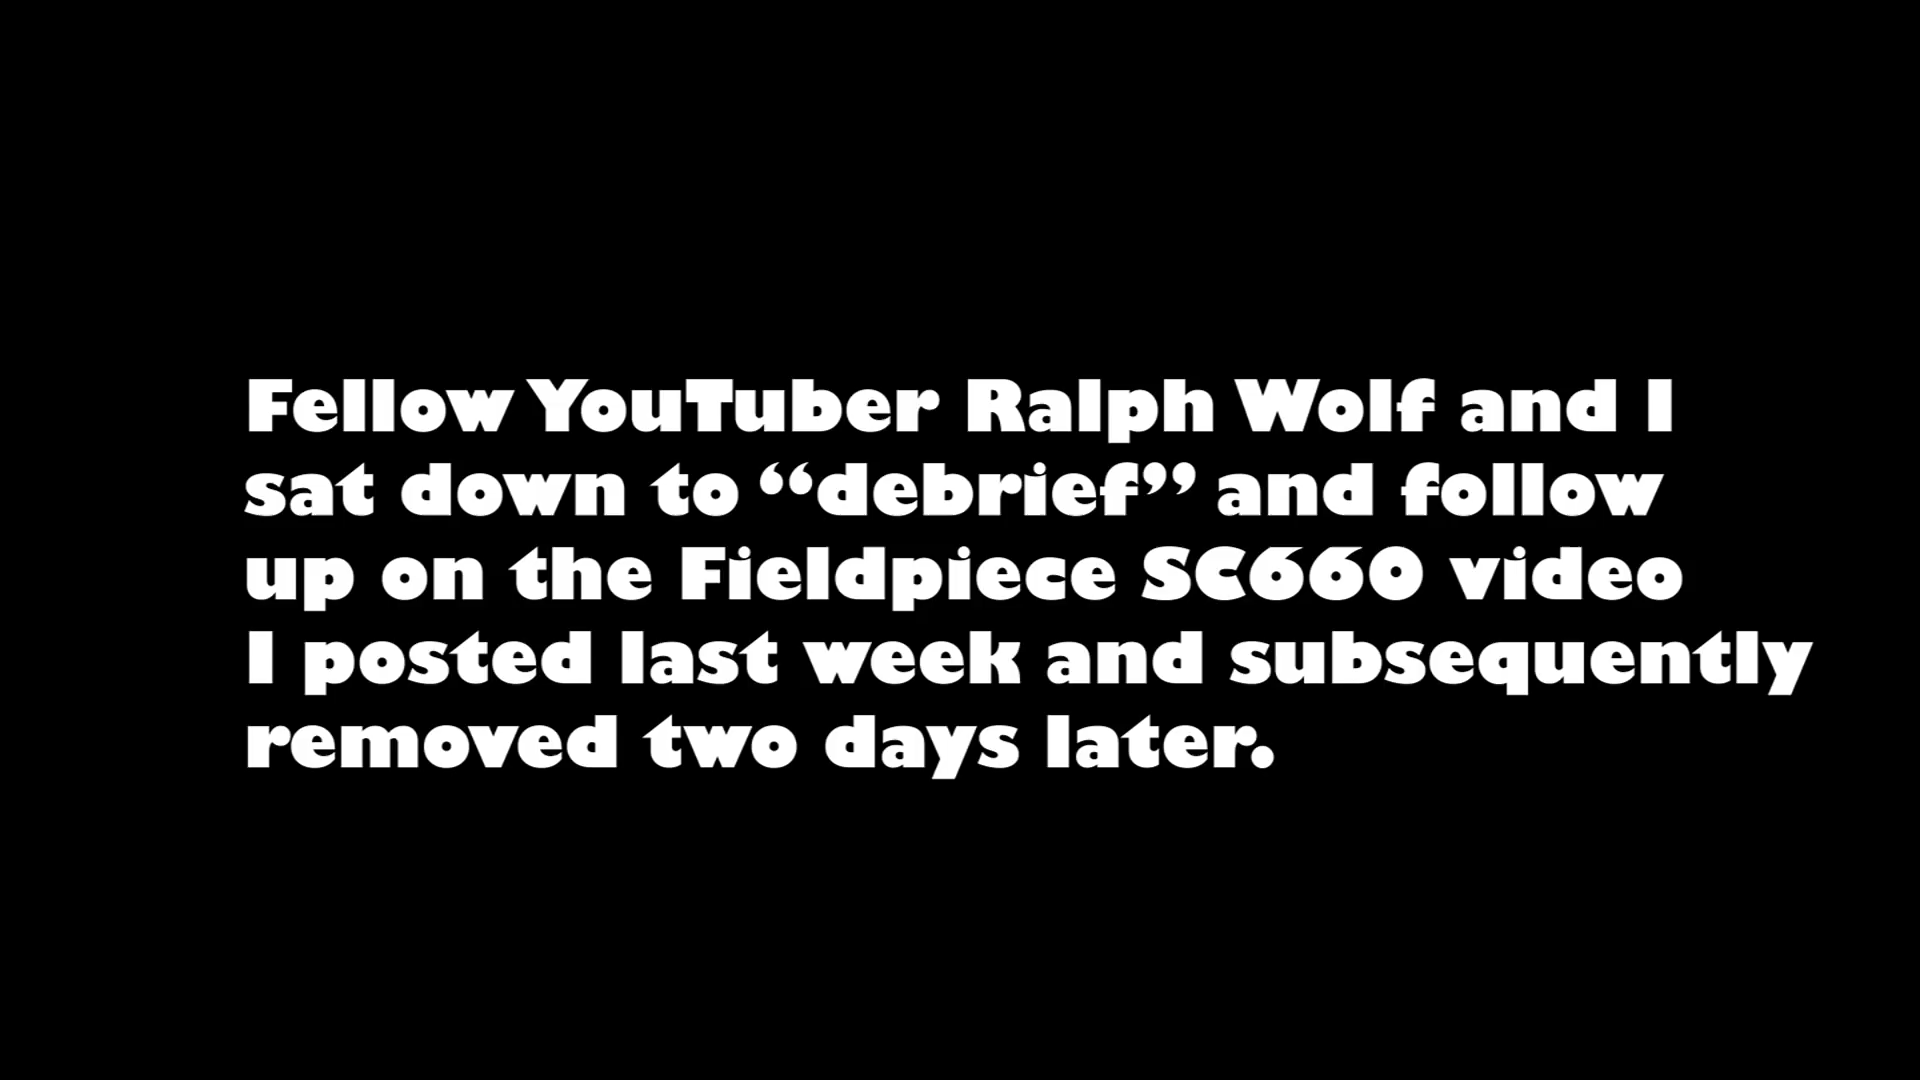 Fellow YouTuber Ralph Wolf and I
sat down to “debrief” and follow
up on the Fieldpiece SC660 video
I posted last week and subsequently
removed two days later.